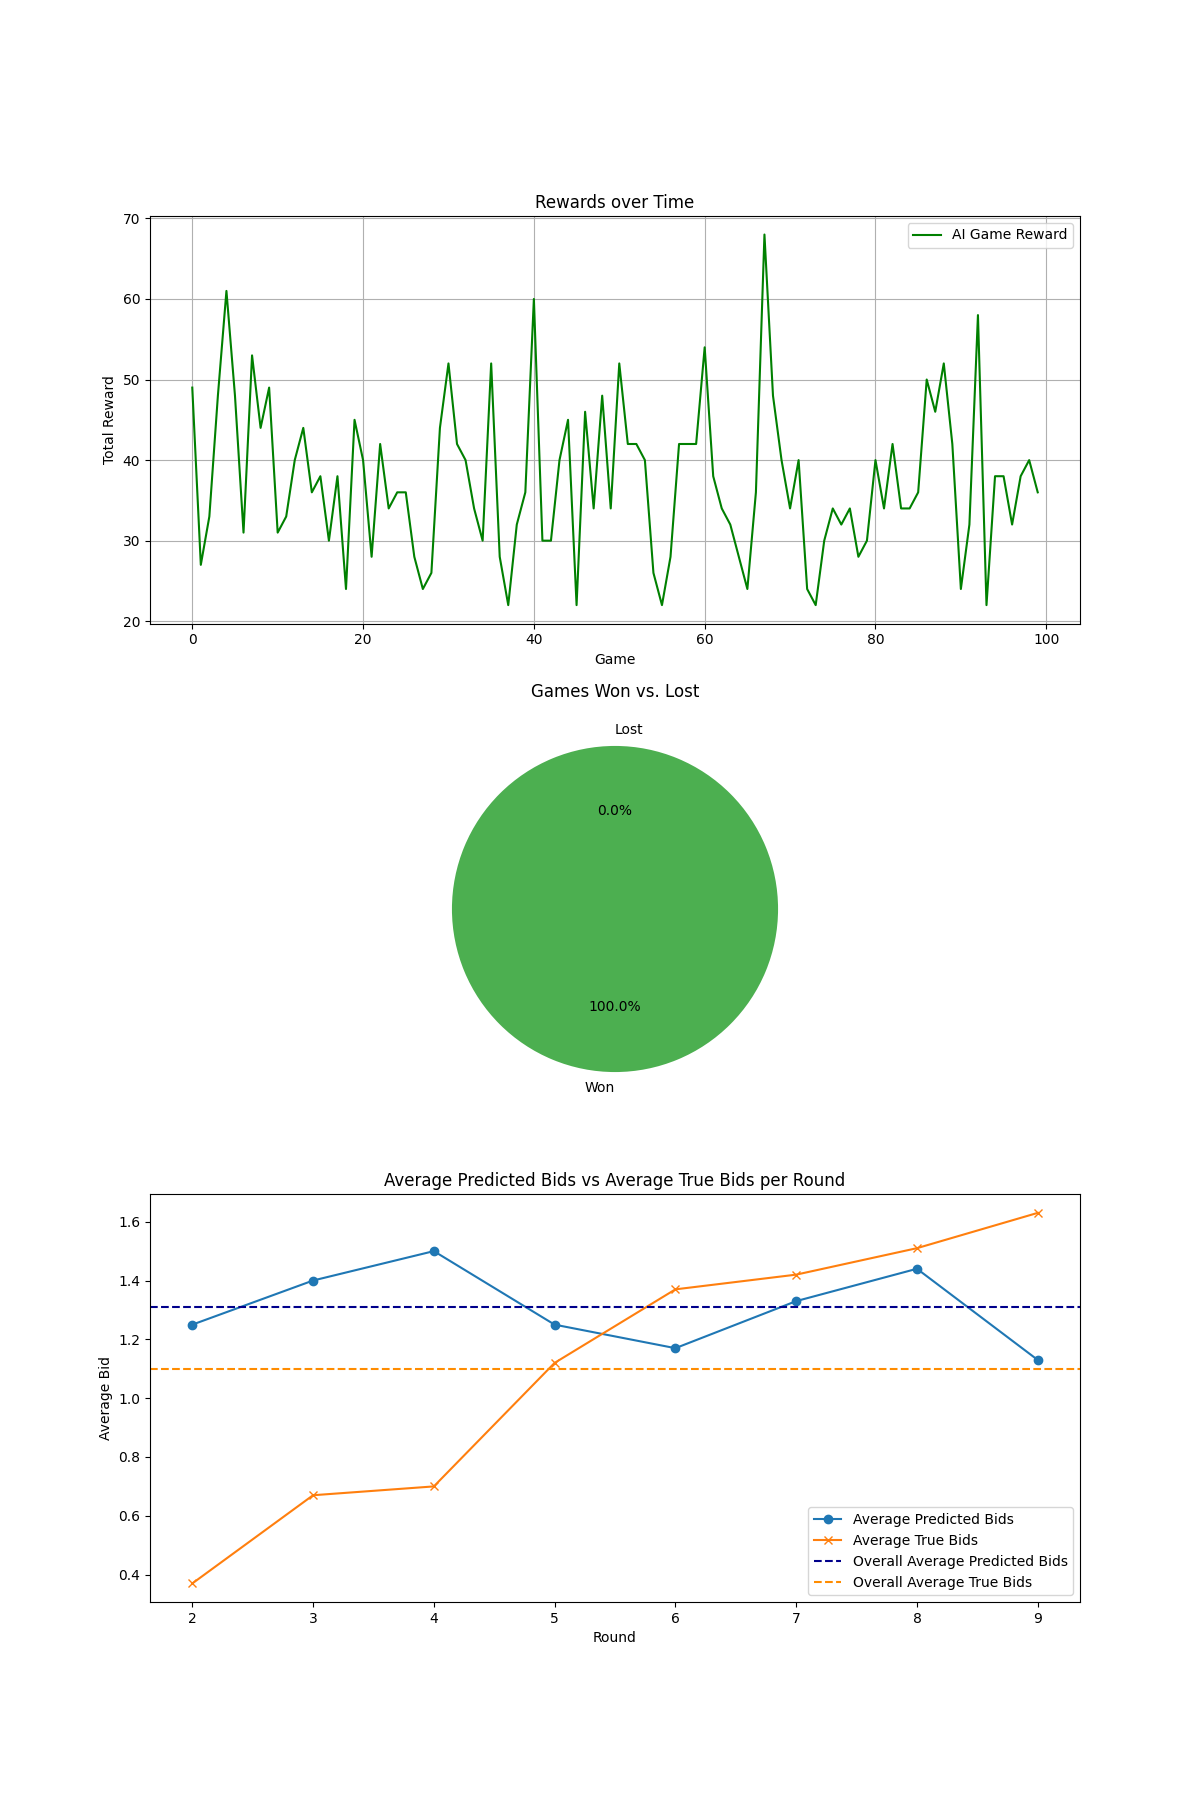 Rewards over Time
Total Reward
70
60
50
40
30
20
AI Game Reward
0 20 40 60 80 100
Game
Games Won vs. Lost
Lost
0.0%
100.0%
Won
Average Predicted Bids vs Average True Bids per Round
Average Bid
1.6
1.4
1.2
1.0
0.8
0.6
0.4
Average Predicted Bids
Average True Bids
Overall Average Predicted Bids
Overall Average True Bids
2 3 4 5 6 7 8 9
Round